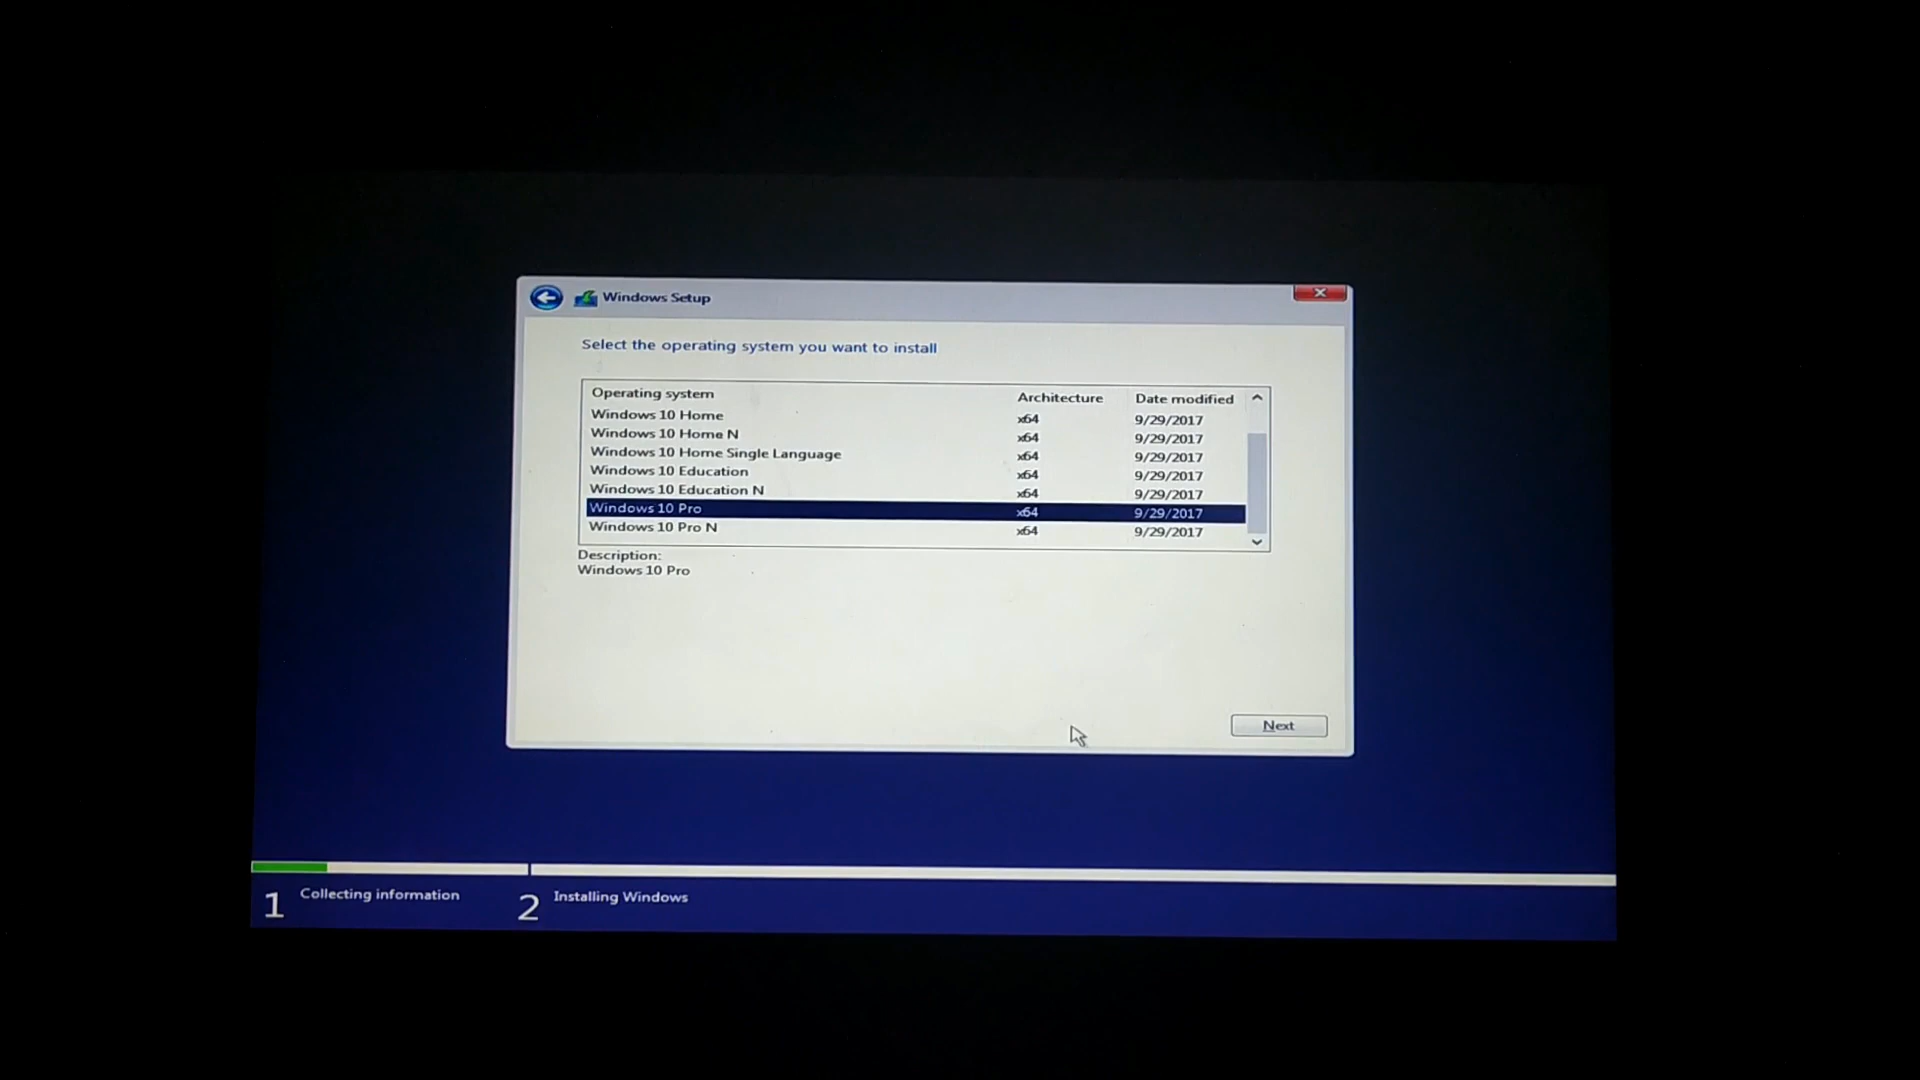 Windows Setup
Select the operating system you want to install
Operating system Architecture Date modified
Windows 10 Home x64 9/29/2017
Windows 10 Home N x64 9/29/2017
Windows 10 Home Single Language x64 9/29/2017
Windows 10 Education x64 9/29/2017
Windows 10 Education N x64 9/29/2017
Windows 10 Pro x64 9/29/2017
Windows 10 Pro N x64 9/29/2017
Description:
Windows 10 Pro
Next
1 Collecting information 2 Installing Windows